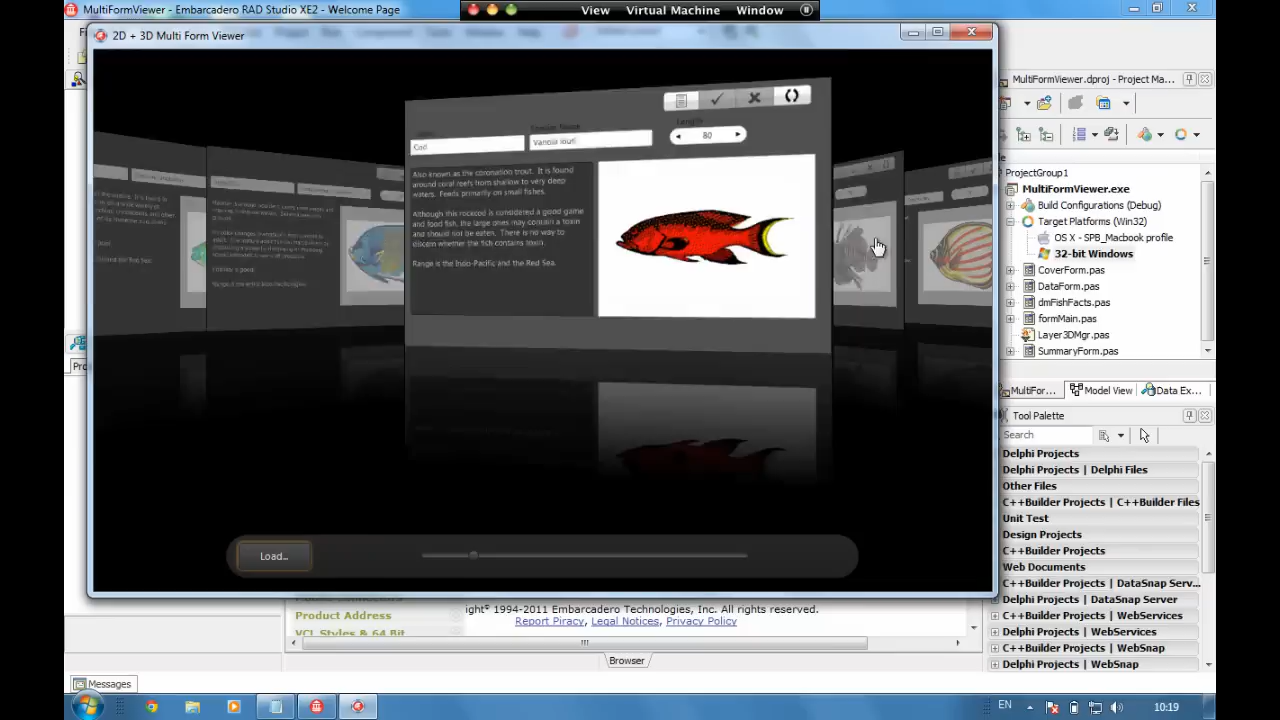 MultiFormViewer - Embarcadero RAD Studio XE2 - Welcome Page
View Virtual Machine Window
2D + 3D Multi Form Viewer
MultiFormViewer.dproj - Project Ma...
ProjectGroup1
MultiFormViewer.exe
Build Configurations (Debug)
Target Platforms (Win32)
OS X - SPB_Macbook profile
32-bit Windows
CoverForm.pas
DataForm.pas
dmFishFacts.pas
formMain.pas
Layer3DMgr.pas
SummaryForm.pas
MultiFor... Model View Data Ex...
Tool Palette
Search
Delphi Projects
Delphi Projects | Delphi Files
Other Files
C++Builder Projects | C++Builder Files
Unit Test
Design Projects
C++Builder Projects
Web Documents
C++Builder Projects | DataSnap Serv...
Delphi Projects | DataSnap Server
C++Builder Projects | WebServices
Delphi Projects | WebServices
C++Builder Projects | WebSnap
Delphi Projects | WebSnap
Length
Cod
Variola louti
80
Also known as the coronation trout. It is found
around coral reefs from shallow to very deep
waters. Feeds primarily on small fishes.
Although this rockcod is considered a good game
and food fish, the large ones may contain a toxin
and should not be eaten. There is no way to
discern whether the fish contains toxin.
Range is the Indo-Pacific and the Red Sea.
Load...
Product Address
VCL Styles & 64 Bit
ight© 1994-2011 Embarcadero Technologies, Inc. All rights reserved.
Report Piracy, Legal Notices, Privacy Policy
Browser
Messages
EN
10:19